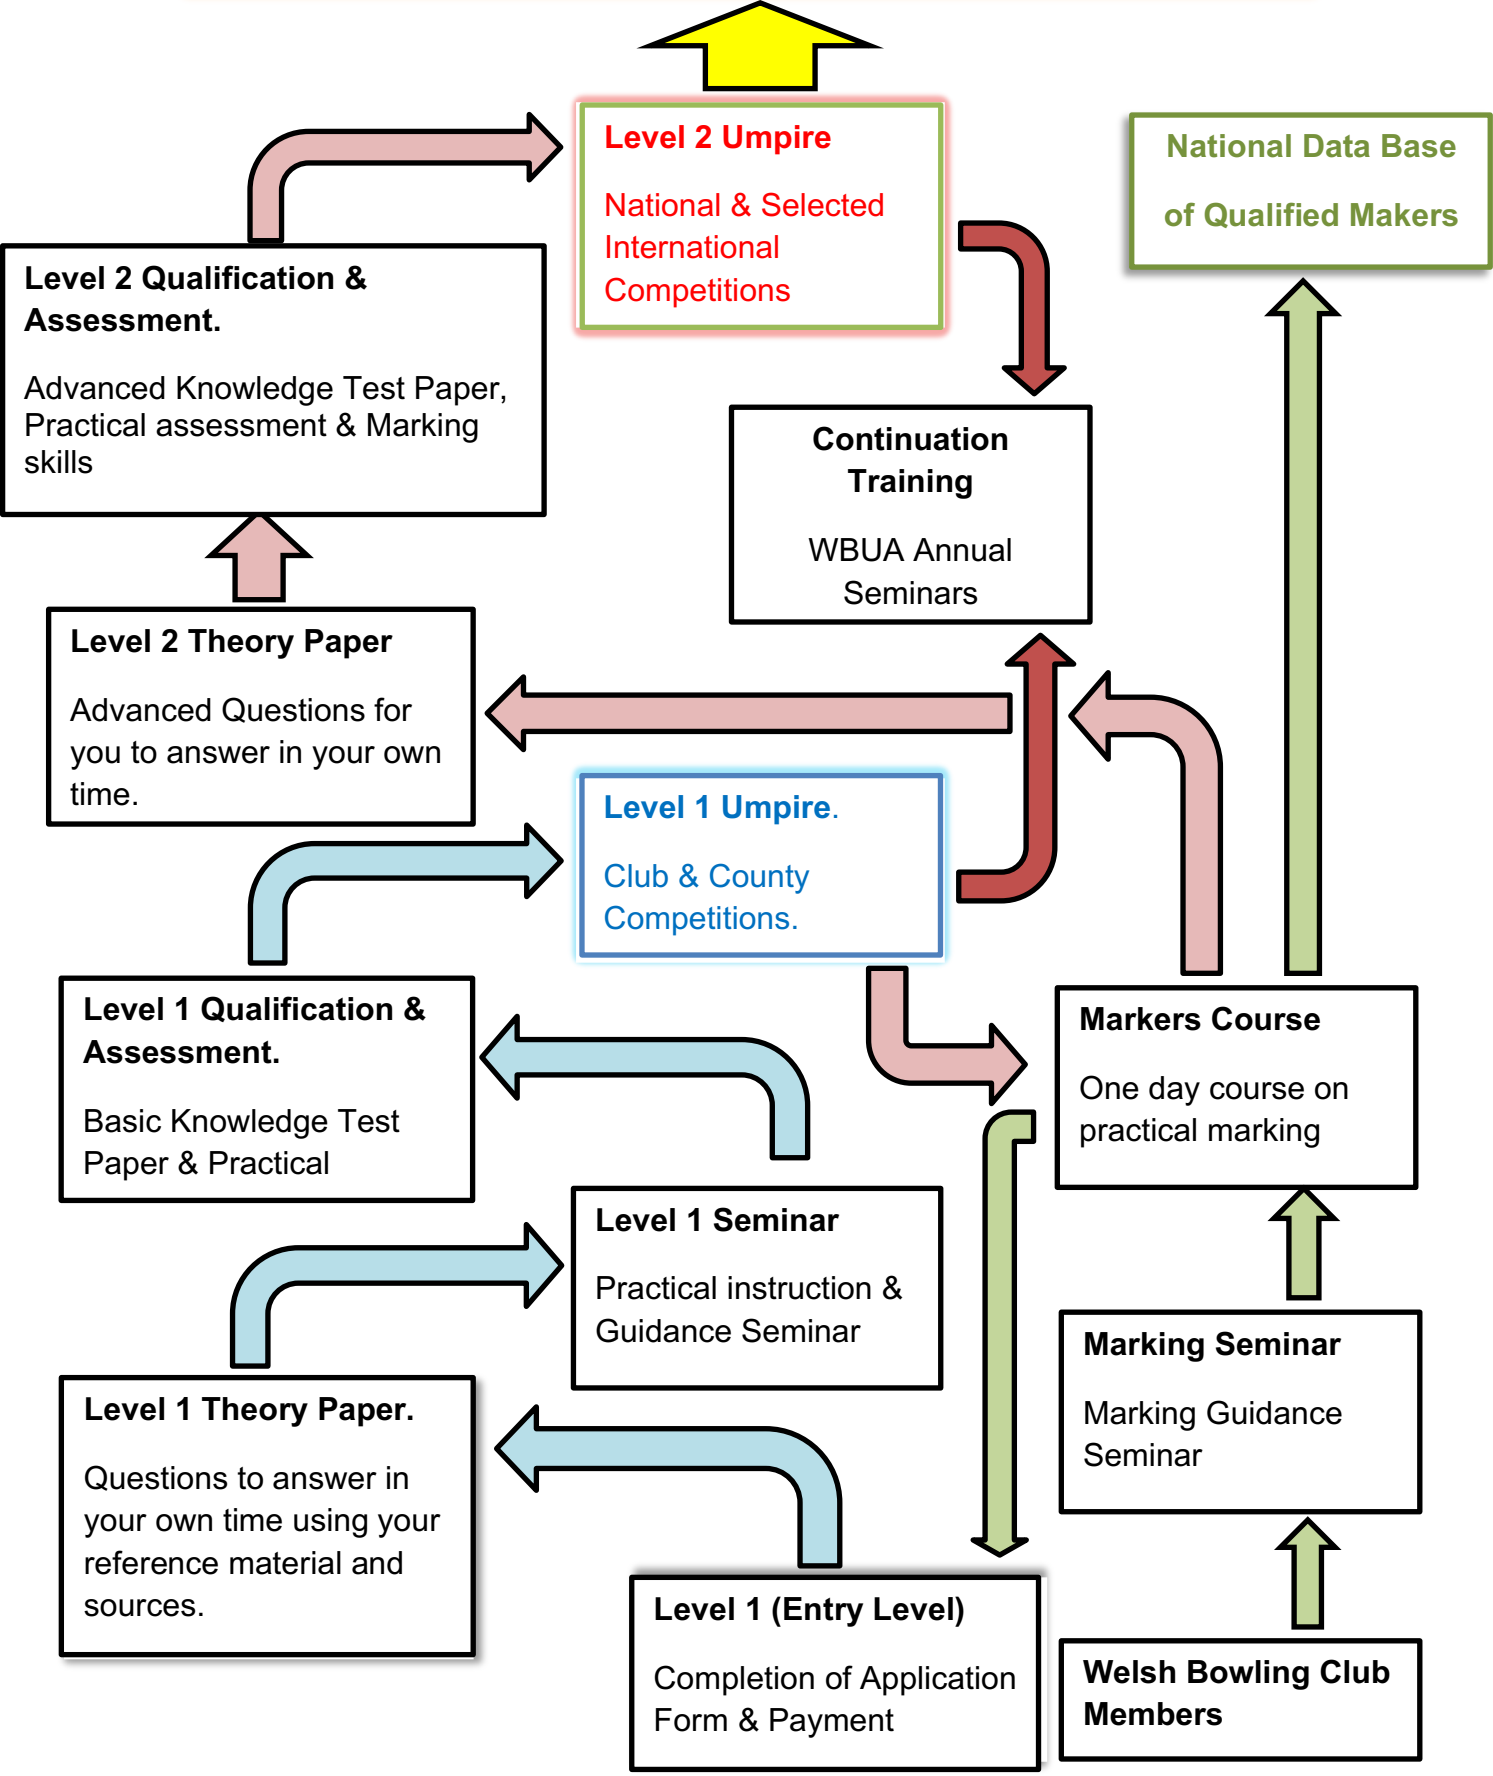 Level 2 Umpire
National & Selected
International
Competitions
National Data Base
of Qualified Makers
Level 2 Qualification &
Assessment.
Advanced Knowledge Test Paper,
Practical assessment & Marking
skills
Continuation
Training
WBUA Annual
Seminars
Level 2 Theory Paper
Advanced Questions for
you to answer in your own
time.
Level 1 Umpire.
Club & County
Competitions.
Level 1 Qualification &
Assessment.
Basic Knowledge Test
Paper & Practical
Markers Course
One day course on
practical marking
Level 1 Seminar
Practical instruction &
Guidance Seminar
Marking Seminar
Marking Guidance
Seminar
Level 1 Theory Paper.
Questions to answer in
your own time using your
reference material and
sources.
Level 1 (Entry Level)
Completion of Application
Form & Payment
Welsh Bowling Club
Members